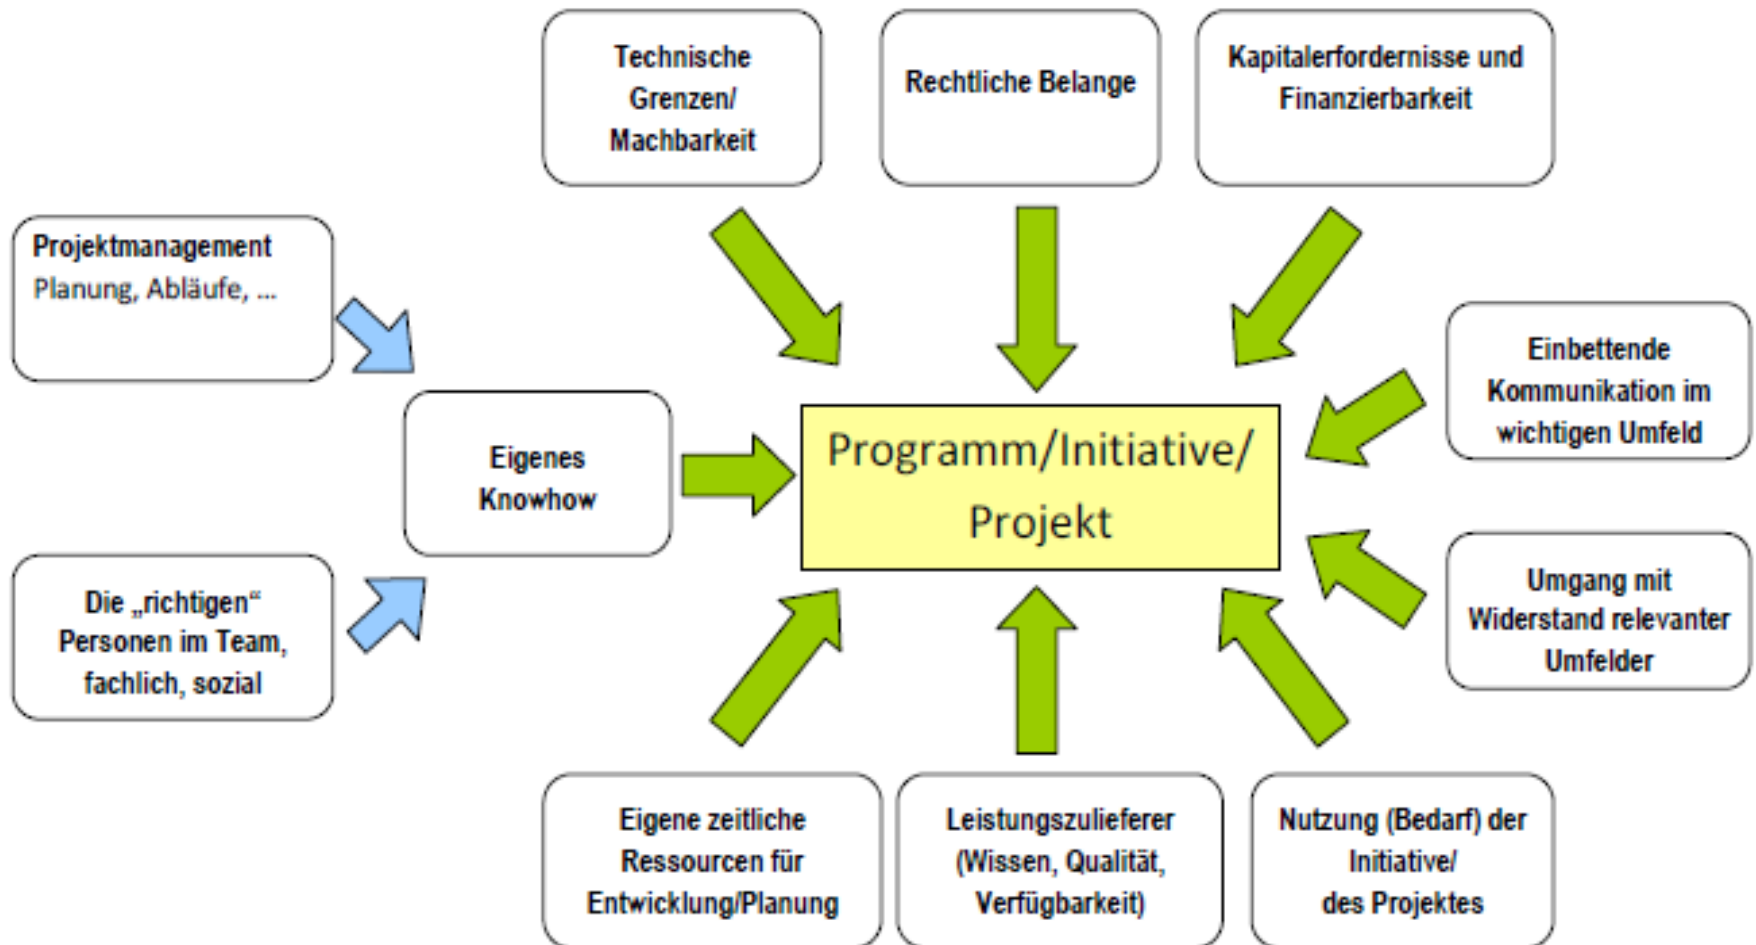 Technische
Grenzen/
Machbarkeit
Rechtliche Belange
Kapitalerfordernisse und
Finanzierbarkeit
Projektmanagement
Planung, Abläufe, ...
Einbettende
Kommunikation im
wichtigen Umfeld
Eigenes
Knowhow
Programm/Initiative/
Projekt
Die „richtigen“
Personen im Team,
fachlich, sozial
Umgang mit
Widerstand relevanter
Umfelder
Eigene zeitliche
Ressourcen für
Entwicklung/Planung
Leistungszulieferer
(Wissen, Qualität,
Verfügbarkeit)
Nutzung (Bedarf) der
Initiative/
des Projektes